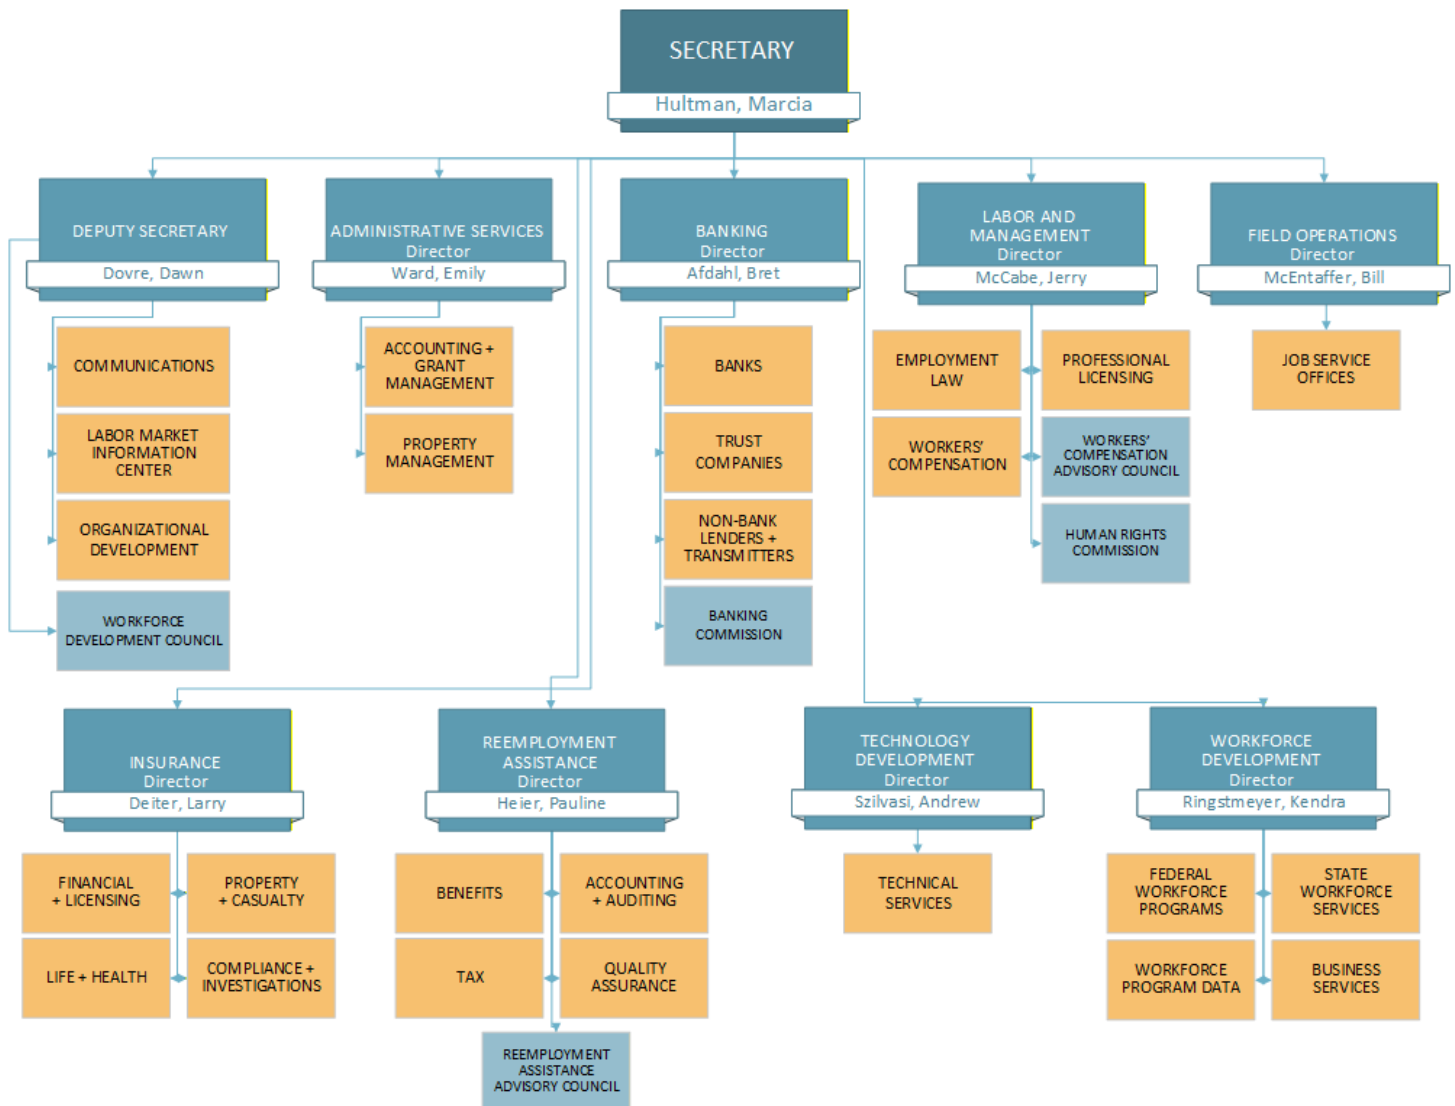 SECRETARY
Hultman, Marcia
DEPUTY SECRETARY
Dovre, Dawn
ADMINISTRATIVE SERVICES
Director
Ward, Emily
BANKING
Director
Afdahl, Bret
LABOR AND
MANAGEMENT
Director
McCabe, Jerry
FIELD OPERATIONS
Director
McEntaffer, Bill
COMMUNICATIONS
LABOR MARKET
INFORMATION
CENTER
ORGANIZATIONAL
DEVELOPMENT
WORKFORCE
DEVELOPMENT COUNCIL
ACCOUNTING +
GRANT
MANAGEMENT
PROPERTY
MANAGEMENT
BANKS
TRUST
COMPANIES
NON-BANK
LENDERS +
TRANSMITTERS
BANKING
COMMISSION
EMPLOYMENT
LAW
PROFESSIONAL
LICENSING
WORKERS'
COMPENSATION
WORKERS'
COMPENSATION
ADVISORY COUNCIL
HUMAN RIGHTS
COMMISSION
JOB SERVICE
OFFICES
INSURANCE
Director
Deiter, Larry
REEMPLOYMENT
ASSISTANCE
Director
Heier, Pauline
TECHNOLOGY
DEVELOPMENT
Director
Szilvasi, Andrew
WORKFORCE
DEVELOPMENT
Director
Ringstmeyer, Kendra
FINANCIAL
+ LICENSING
PROPERTY
+ CASUALTY
LIFE + HEALTH
COMPLIANCE +
INVESTIGATIONS
BENEFITS
ACCOUNTING
+ AUDITING
TAX
QUALITY
ASSURANCE
REEMPLOYMENT
ASSISTANCE
ADVISORY COUNCIL
TECHNICAL
SERVICES
FEDERAL
WORKFORCE
PROGRAMS
STATE
WORKFORCE
SERVICES
WORKFORCE
PROGRAM DATA
BUSINESS
SERVICES